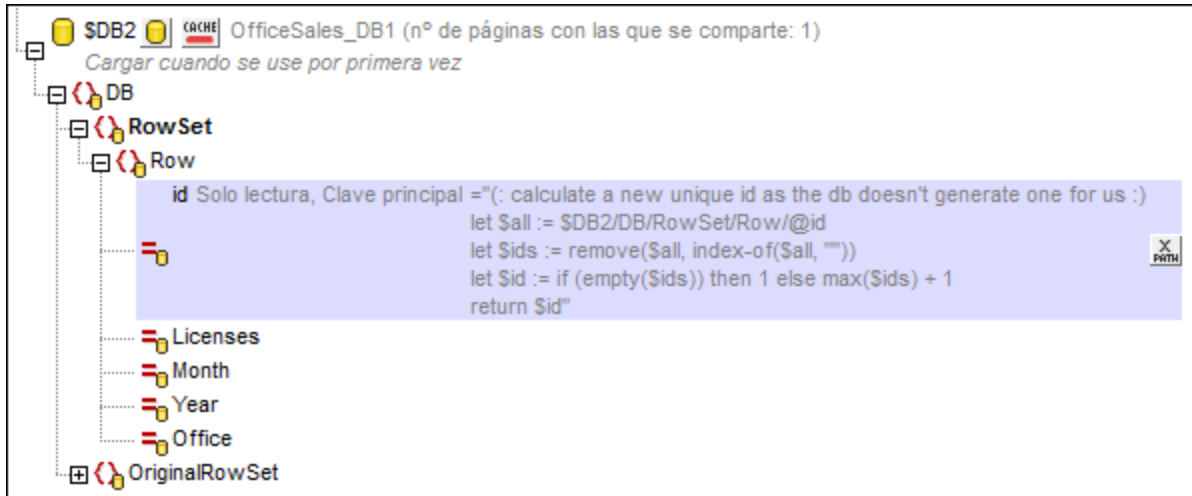 $DB2 CACHE OfficeSales_DB1 (nº de páginas con las que se comparte: 1)
Cargar cuando se use por primera vez
DB
RowSet
Row
id Solo lectura, Clave principal ="(: calculate a new unique id as the db doesn't generate one for us :)
let $all := $DB2/DB/RowSet/Row/@id
let $ids := remove($all, index-of($all, ""))
let $id := if (empty($ids)) then 1 else max($ids) + 1
return $id"
X PATH
Licenses
Month
Year
Office
OriginalRowSet